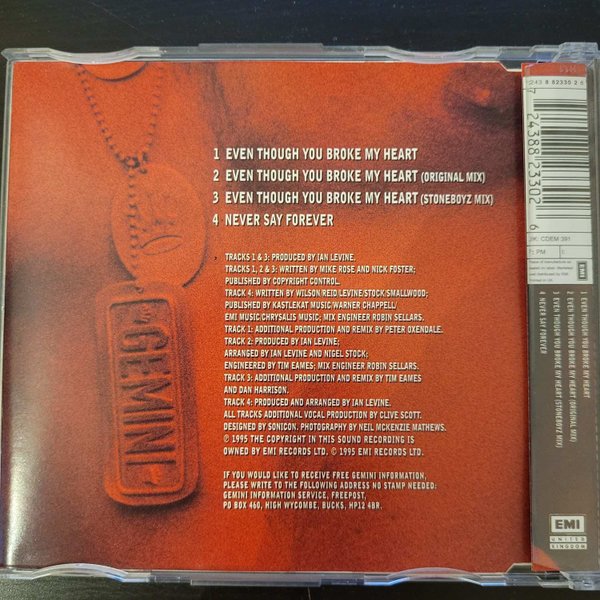 1 EVEN THOUGH YOU BROKE MY HEART
2 EVEN THOUGH YOU BROKE MY HEART (ORIGINAL MIX)
3 EVEN THOUGH YOU BROKE MY HEART (STONEBOYZ MIX)
4 NEVER SAY FOREVER
TRACKS 1 & 3: PRODUCED BY IAN LEVINE.
TRACKS 1, 2 & 3: WRITTEN BY MIKE ROSE AND NICK FOSTER;
PUBLISHED BY COPYRIGHT CONTROL.
TRACK 4: WRITTEN BY WILSON/REID/LEVINE/STOCK/SMALLWOOD;
PUBLISHED BY KASTLEKAT MUSIC/WARNER CHAPPELL/
EMI MUSIC/CHRYSALIS MUSIC; MIX ENGINEER ROBIN SELLARS.
TRACK 1: ADDITIONAL PRODUCTION AND REMIX BY PETER OXENDALE.
TRACK 2: PRODUCED BY IAN LEVINE;
ARRANGED BY IAN LEVINE AND NIGEL STOCK;
ENGINEERED BY TIM EAMES; MIX ENGINEER ROBIN SELLARS.
TRACK 3: ADDITIONAL PRODUCTION AND REMIX BY TIM EAMES
AND DAN HARRISON.
TRACK 4: PRODUCED AND ARRANGED BY IAN LEVINE.
ALL TRACKS ADDITIONAL VOCAL PRODUCTION BY CLIVE SCOTT.
DESIGNED BY SONICON. PHOTOGRAPHY BY NEIL MCKENZIE MATHEWS.
℗ 1995 THE COPYRIGHT IN THIS SOUND RECORDING IS
OWNED BY EMI RECORDS LTD. © 1995 EMI RECORDS LTD.
IF YOU WOULD LIKE TO RECEIVE FREE GEMINI INFORMATION,
PLEASE WRITE TO THE FOLLOWING ADDRESS NO STAMP NEEDED:
GEMINI INFORMATION SERVICE, FREEPOST,
PO BOX 460, HIGH WYCOMBE, BUCKS, HP12 4BR.
GEMINI
7243 8 82330 2 6
7 24388 23302 6
UK: CDEM 391
F: PM
I:
EMI
1 EVEN THOUGH YOU BROKE MY HEART
2 EVEN THOUGH YOU BROKE MY HEART (ORIGINAL MIX)
3 EVEN THOUGH YOU BROKE MY HEART (STONEBOYZ MIX)
4 NEVER SAY FOREVER
EMI
UNITED
KINGDOM